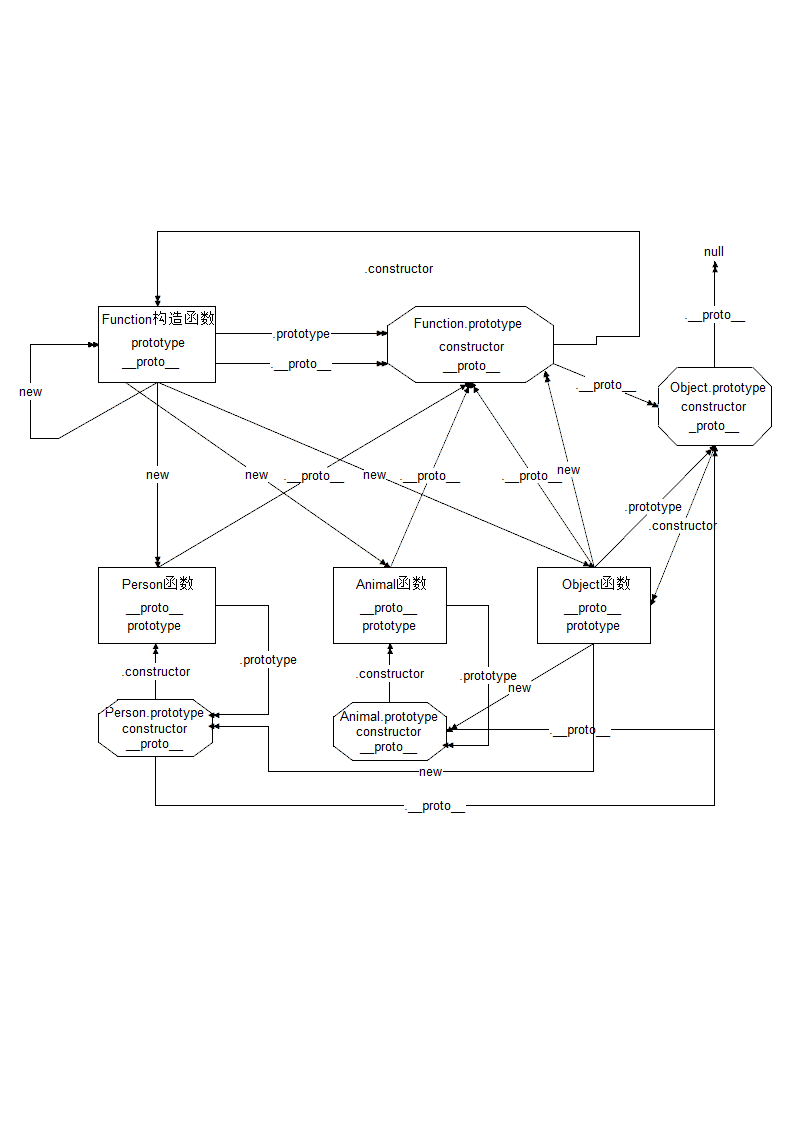 null
.constructor
.__proto__
Function构造函数
prototype
__proto__
.prototype
.__proto__
Function.prototype
constructor
__proto__
.__proto__
Object.prototype
constructor
_proto__
new
new
new
.__proto__
new
.__proto__
.__proto__
new
.prototype
.constructor
Person函数
__proto__
prototype
Animal函数
__proto__
prototype
Object函数
__proto__
prototype
.prototype
.constructor
.constructor
.prototype
new
Person.prototype
constructor
__proto__
Animal.prototype
constructor
__proto__
.__proto__
new
.__proto__